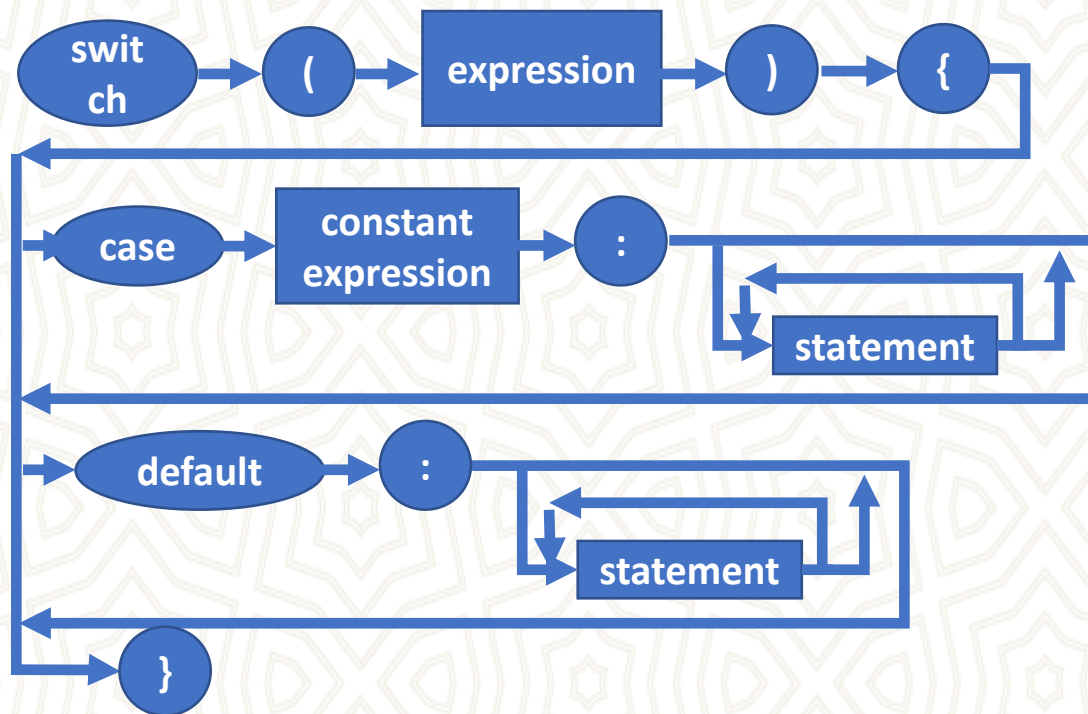 swit
ch
(
expression
)
{
case
constant
expression
:
statement
default
:
statement
}